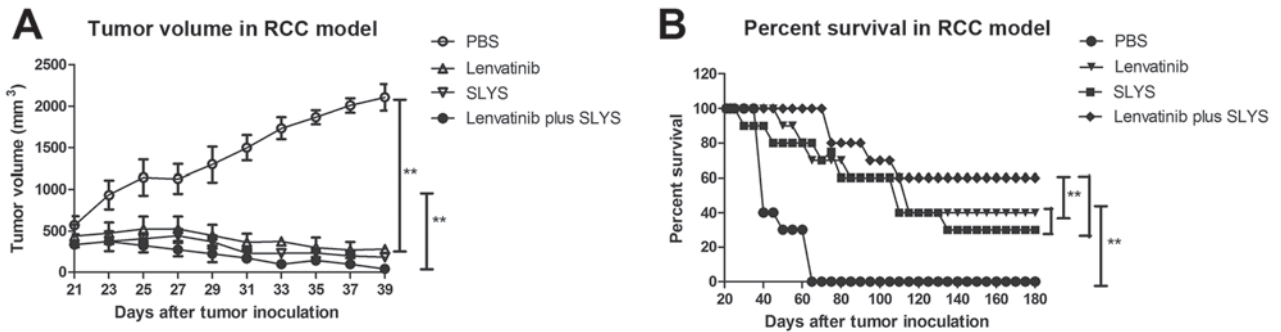 A
Tumor volume in RCC model
PBS
Lenvatinib
SLYS
Lenvatinib plus SLYS
Tumor volume (mm³)
2500
2000
1500
1000
500
0
21 23 25 27 29 31 33 35 37 39
Days after tumor inoculation
**
**
B
Percent survival in RCC model
PBS
Lenvatinib
SLYS
Lenvatinib plus SLYS
Percent survival
120
100
80
60
40
20
0
20 40 60 80 100 120 140 160 180
Days after tumor inoculation
**
**